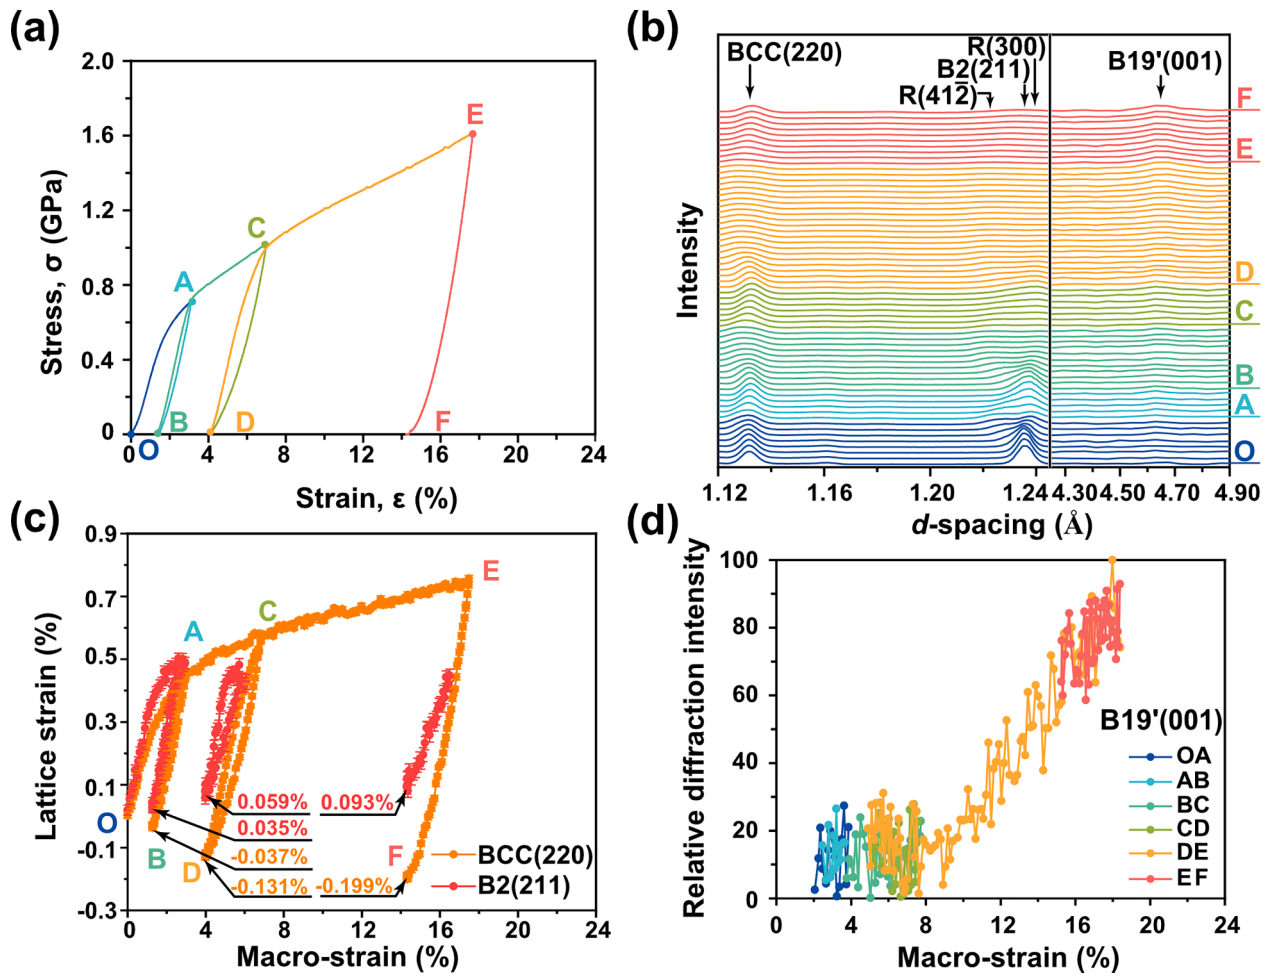 (a)
2.0
1.6
1.2
0.8
0.4
0
Stress, σ (GPa)
0
4
8
12
16
20
24
Strain, ε (%)
O
A
B
C
D
E
F
(b)
BCC(220)
R(300)
B2(211)
R(412̄)
B19'(001)
F
E
D
C
B
A
O
Intensity
1.12
1.16
1.20
1.24
4.30
4.50
4.70
4.90
d-spacing (Å)
(c)
0.9
0.7
0.5
0.3
0.1
-0.1
-0.3
Lattice strain (%)
0
4
8
12
16
20
24
Macro-strain (%)
O
A
B
C
D
E
F
0.059%
0.093%
0.035%
-0.037%
-0.131%
-0.199%
BCC(220)
B2(211)
(d)
100
80
60
40
20
0
Relative diffraction intensity
0
4
8
12
16
20
24
Macro-strain (%)
B19'(001)
OA
AB
BC
CD
DE
EF